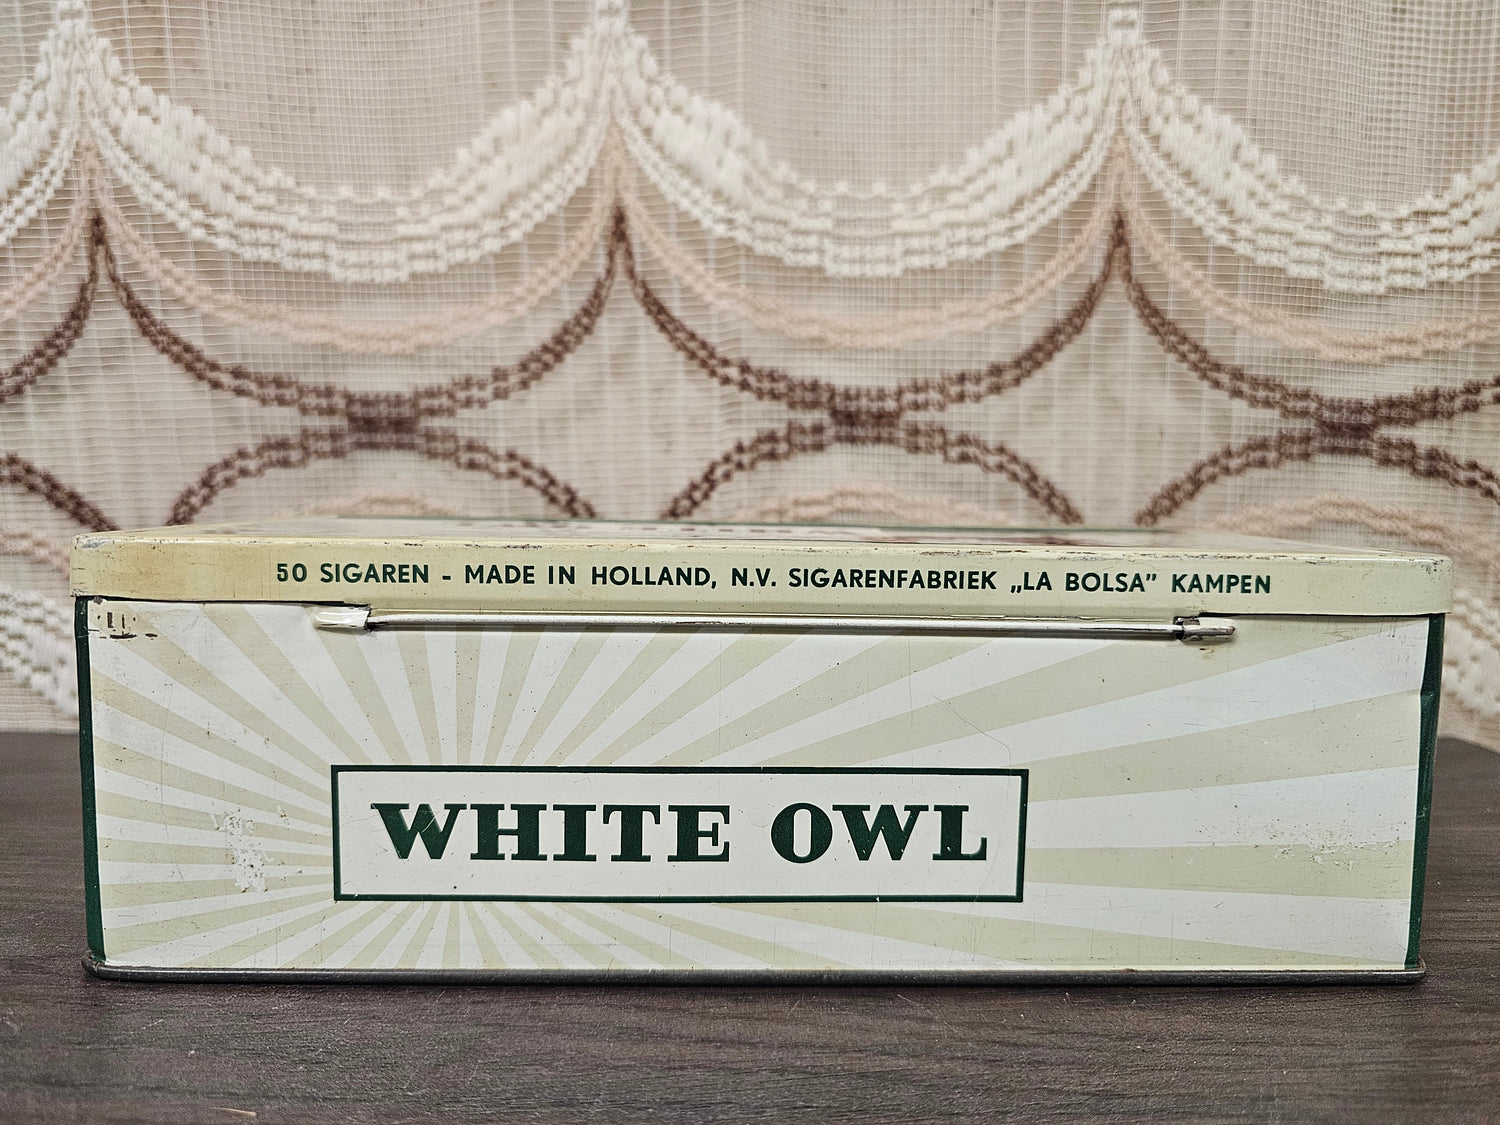 50 SIGAREN - MADE IN HOLLAND, N.V. SIGARENFABRIEK „LA BOLSA” KAMPEN
WHITE OWL